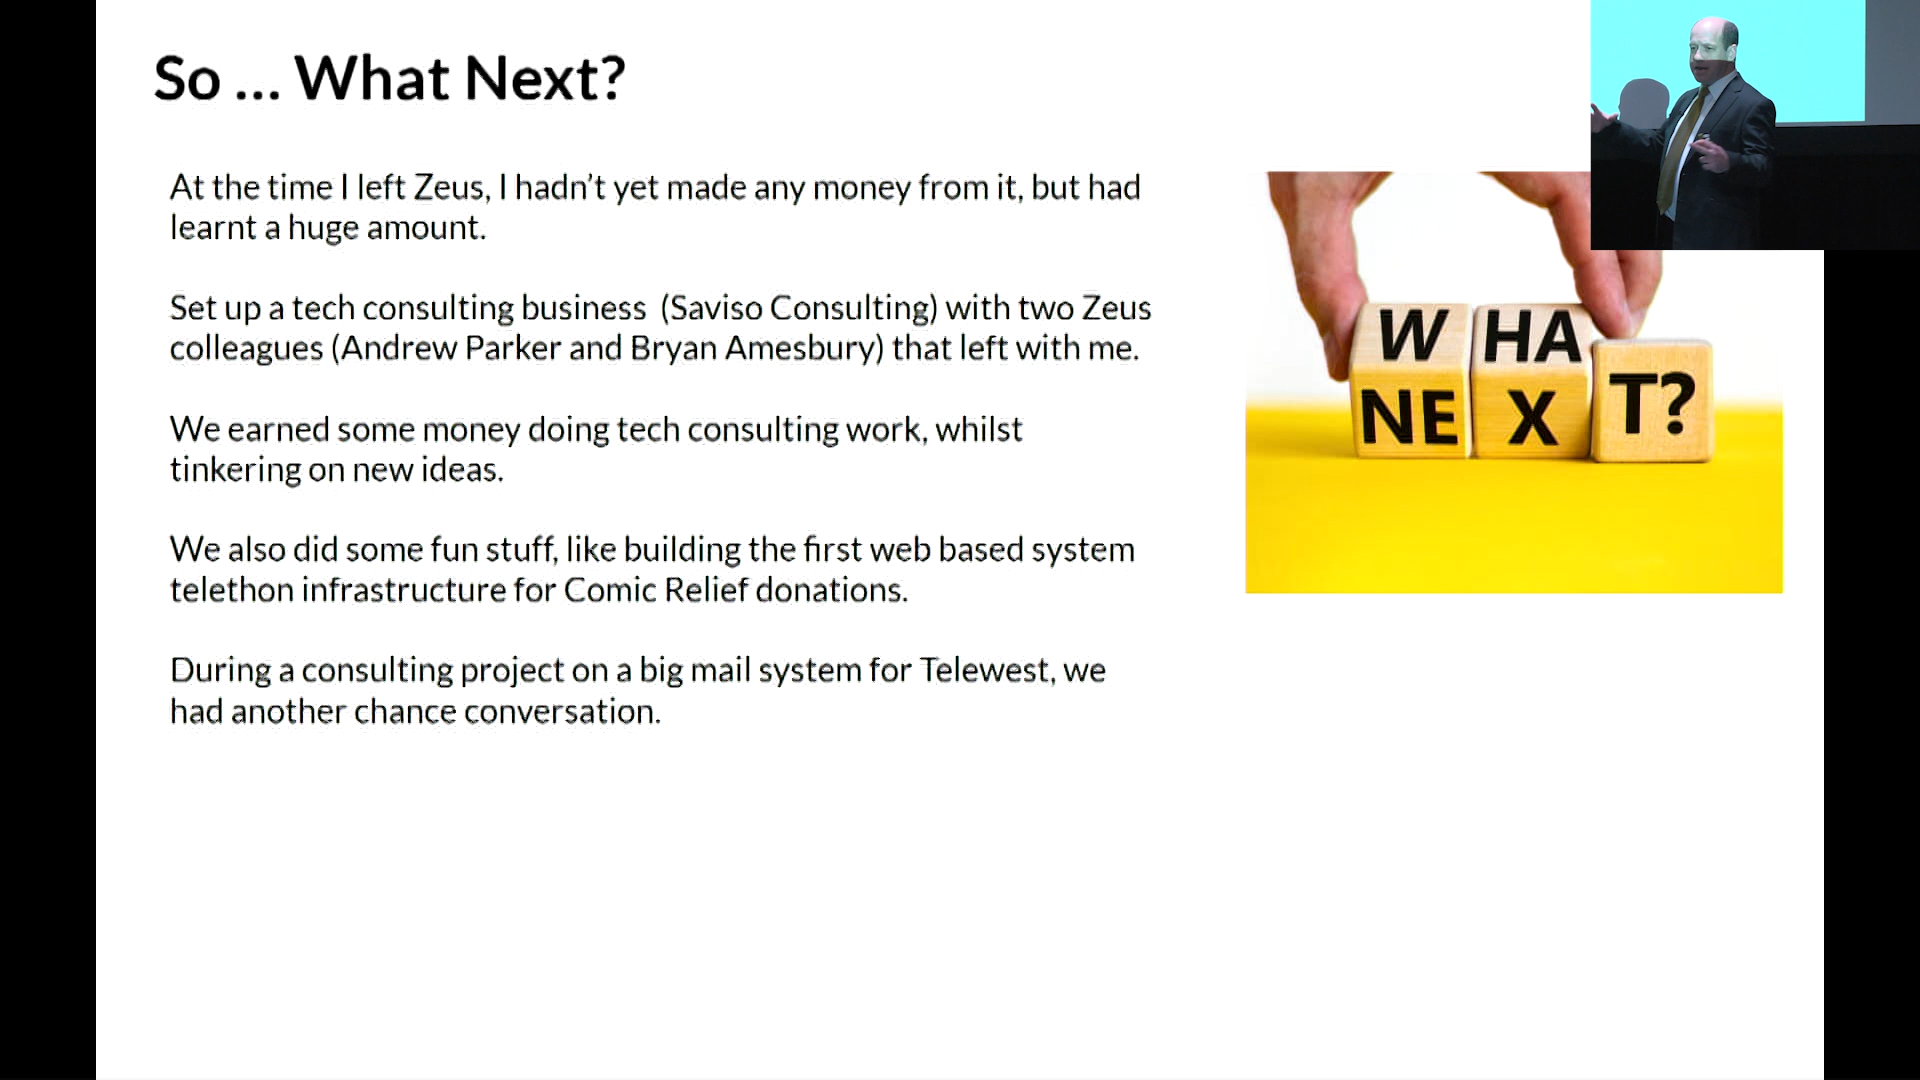 So ... What Next?
At the time I left Zeus, I hadn't yet made any money from it, but had
learnt a huge amount.
Set up a tech consulting business (Saviso Consulting) with two Zeus
colleagues (Andrew Parker and Bryan Amesbury) that left with me.
We earned some money doing tech consulting work, whilst
tinkering on new ideas.
We also did some fun stuff, like building the first web based system
telethon infrastructure for Comic Relief donations.
During a consulting project on a big mail system for Telewest, we
had another chance conversation.
W HA
NE X T?